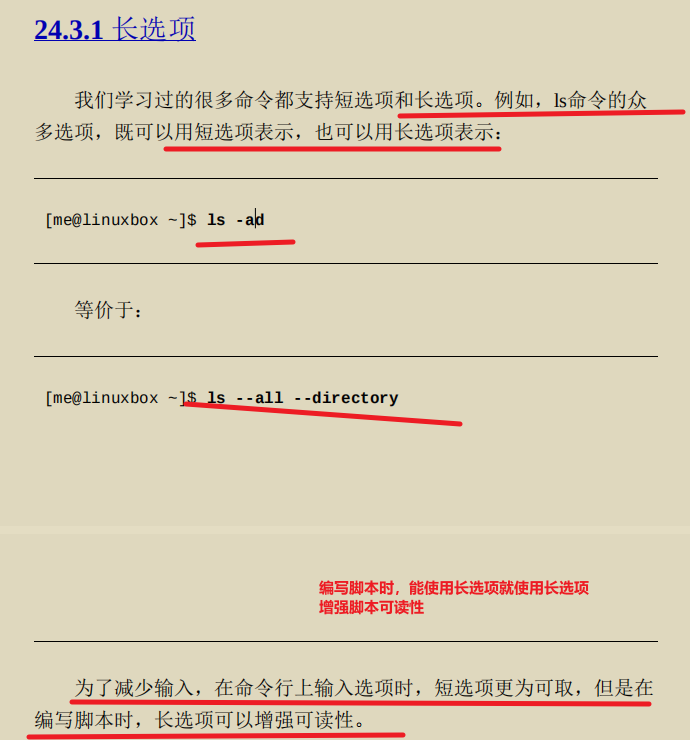 24.3.1 长选项
我们学习过的很多命令都支持短选项和长选项。例如，ls命令的众
多选项，既可以用短选项表示，也可以用长选项表示：
[me@linuxbox ~]$ ls -ad
等价于：
[me@linuxbox ~]$ ls --all --directory
编写脚本时，能使用长选项就使用长选项
增强脚本可读性
为了减少输入，在命令行上输入选项时，短选项更为可取，但是在
编写脚本时，长选项可以增强可读性。